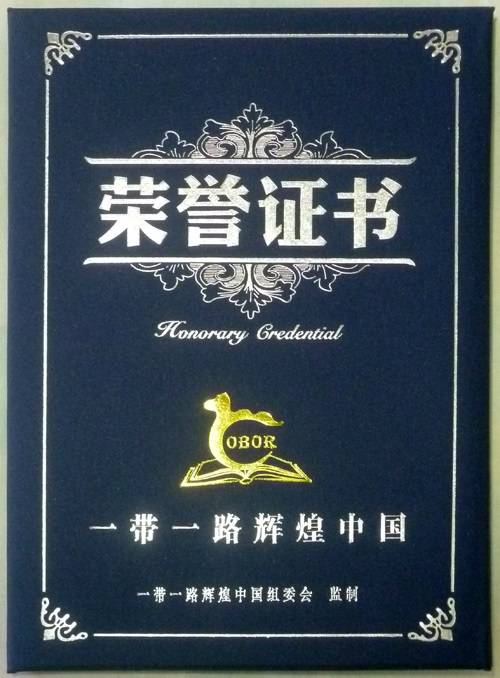 荣誉证书
Honorary Credential
OBOR
一带一路辉煌中国
一带一路辉煌中国组委会 监制